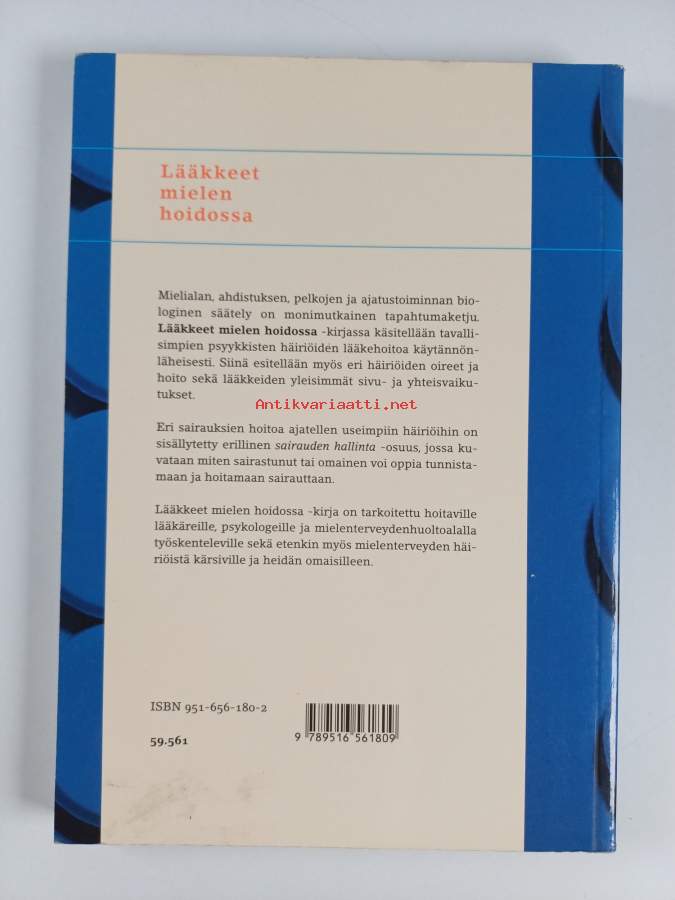 Lääkkeet
mielen
hoidossa
Mielialan, ahdistuksen, pelkojen ja ajatustoiminnan bio-
loginen säätely on monimutkainen tapahtumaketju.
Lääkkeet mielen hoidossa -kirjassa käsitellään tavalli-
simpien psyykkisten häiriöiden lääkehoitoa käytännön-
läheisesti. Siinä esitellään myös eri häiriöiden oireet ja
hoito sekä lääkkeiden yleisimmät sivu- ja yhteisvaiku-
tukset.
Antikvariaatti.net
Eri sairauksien hoitoa ajatellen useimpiin häiriöihin on
sisällytetty erillinen sairauden hallinta -osuus, jossa ku-
vataan miten sairastunut tai omainen voi oppia tunnista-
maan ja hoitamaan sairauttaan.
Lääkkeet mielen hoidossa -kirja on tarkoitettu hoitaville
lääkäreille, psykologeille ja mielenterveydenhuoltoalalla
työskenteleville sekä etenkin myös mielenterveyden häi-
riöistä kärsiville ja heidän omaisilleen.
ISBN 951-656-180-2
59.561
9 789516 561809